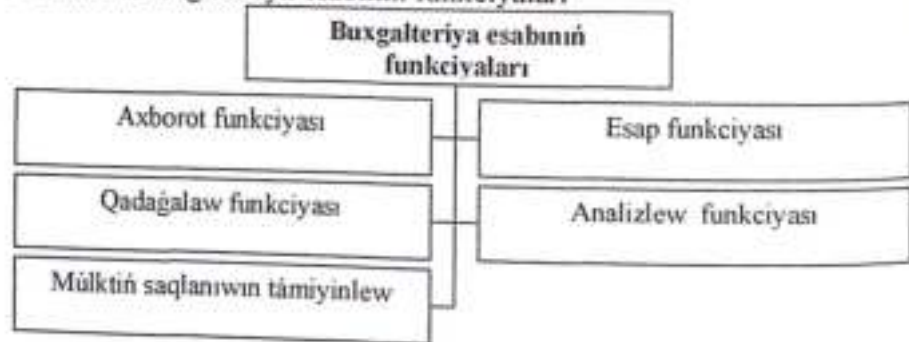 Buxgalteriya esabınıń
funkciyaları
Axborot funkciyası
Esap funkciyası
Qadaǵalaw funkciyası
Analizlew funkciyası
Múlktiń saqlanıwın támiyinlew